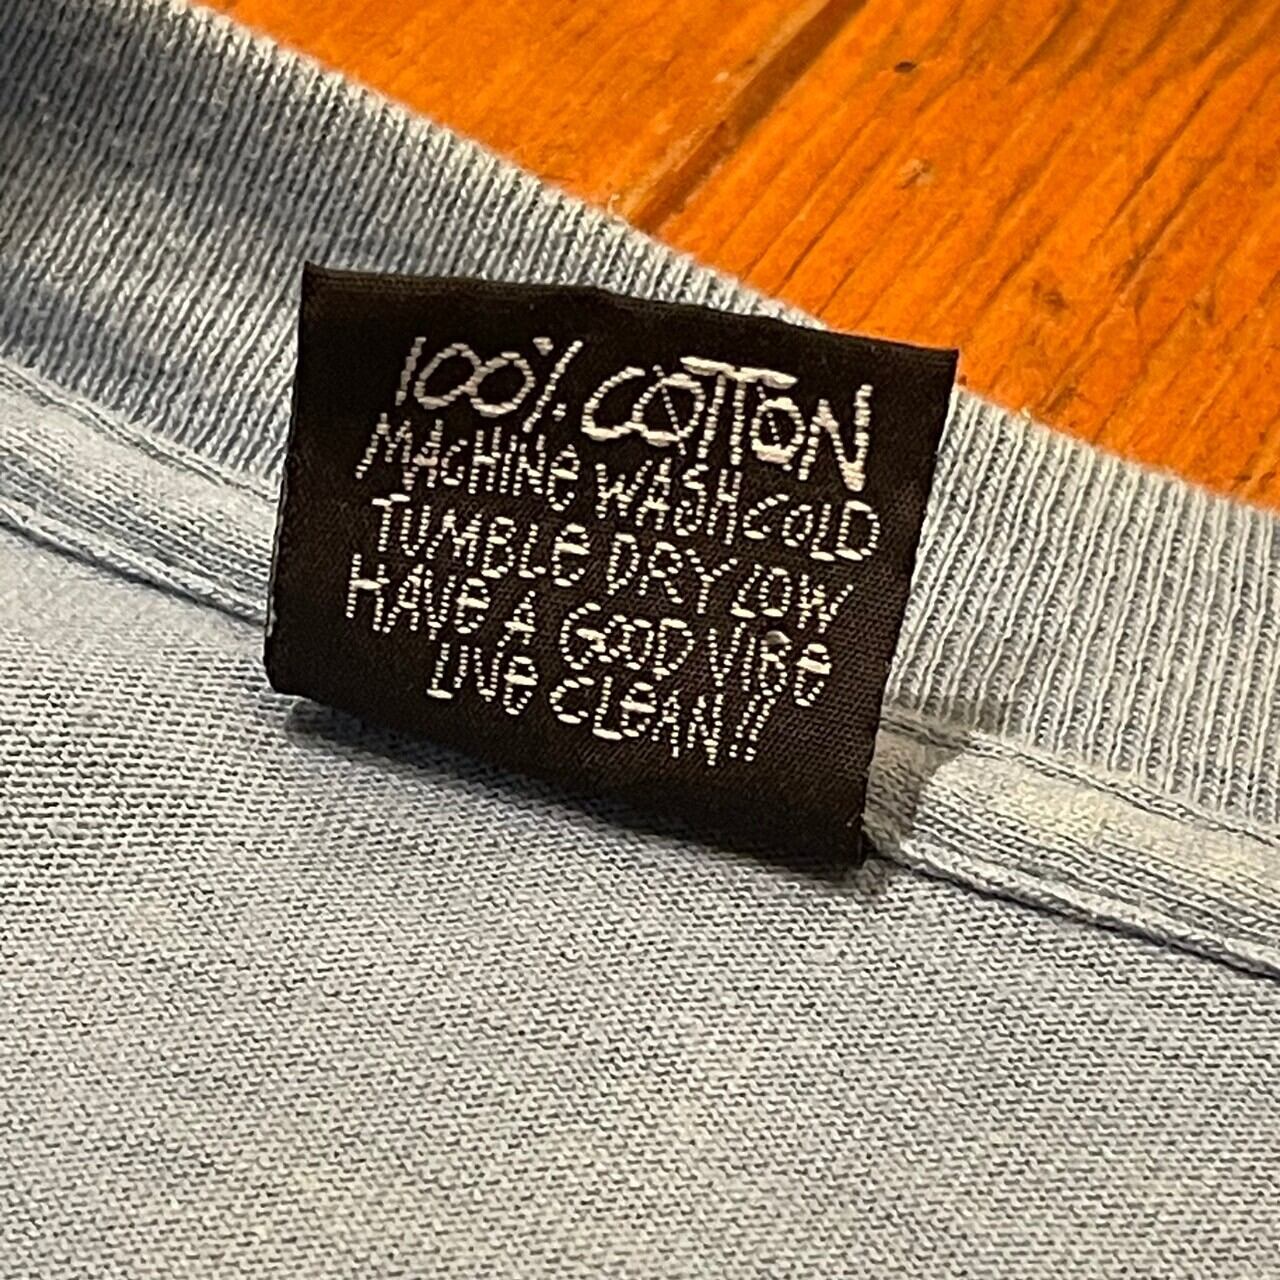 100% COTTON
MACHINE WASH COLD
TUMBLE DRY LOW
HAVE A GOOD VIBE
LIVE CLEAN!!